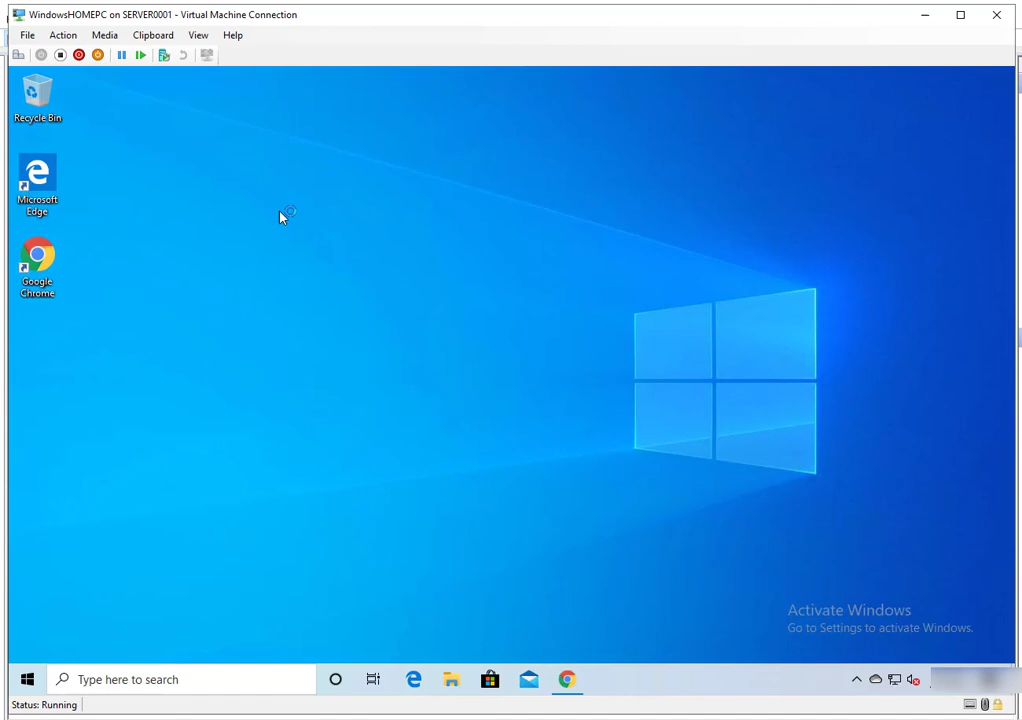 WindowsHOMEPC on SERVER0001 - Virtual Machine Connection
File Action Media Clipboard View Help
Recycle Bin
Microsoft
Edge
Google
Chrome
Activate Windows
Go to Settings to activate Windows.
Type here to search
Status: Running